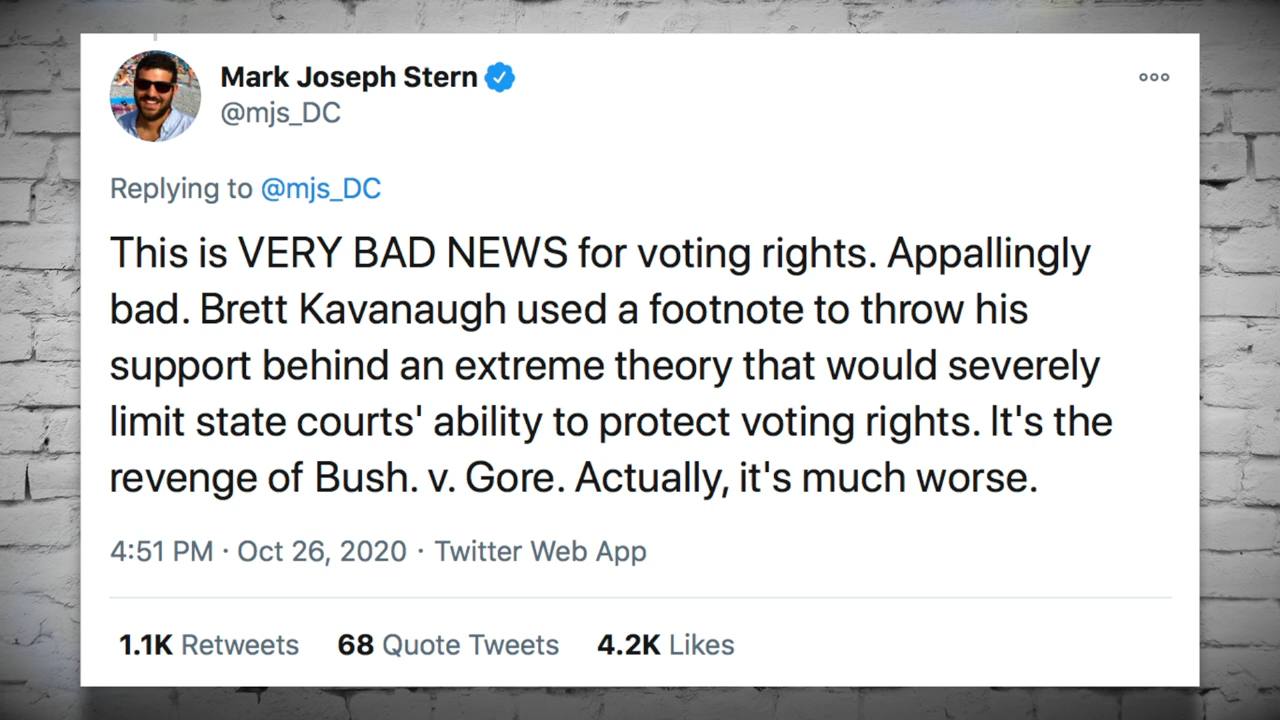 Mark Joseph Stern
@mjs_DC
Replying to @mjs_DC
This is VERY BAD NEWS for voting rights. Appallingly
bad. Brett Kavanaugh used a footnote to throw his
support behind an extreme theory that would severely
limit state courts' ability to protect voting rights. It's the
revenge of Bush. v. Gore. Actually, it's much worse.
4:51 PM · Oct 26, 2020 · Twitter Web App
1.1K Retweets 68 Quote Tweets 4.2K Likes